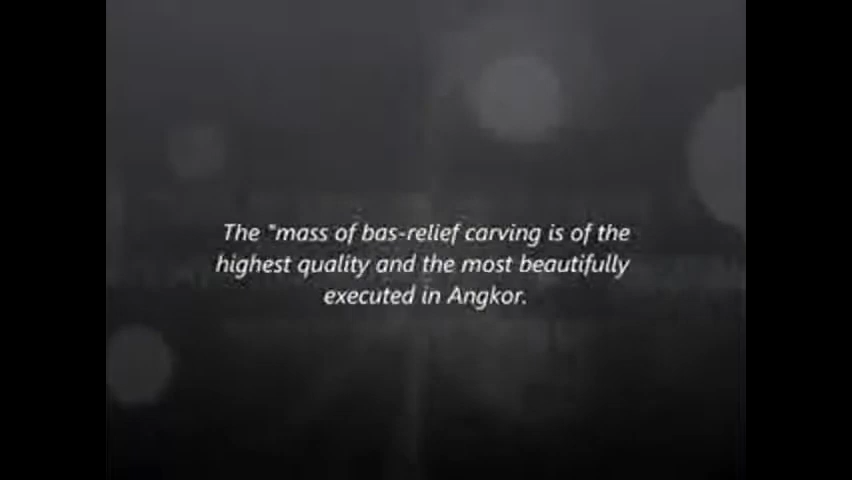 The "mass of bas-relief carving is of the
highest quality and the most beautifully
executed in Angkor.